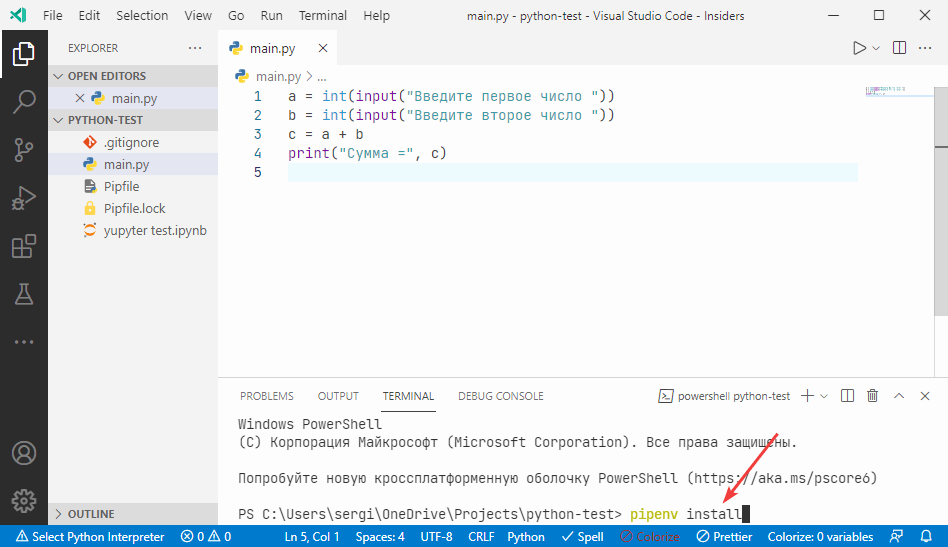 File Edit Selection View Go Run Terminal Help main.py - python-test - Visual Studio Code - Insiders
EXPLORER
OPEN EDITORS
main.py
PYTHON-TEST
.gitignore
main.py
Pipfile
Pipfile.lock
yupyter test.ipynb
OUTLINE
main.py
main.py > ...
1 a = int(input("Введите первое число "))
2 b = int(input("Введите второе число "))
3 c = a + b
4 print("Сумма =", c)
5
PROBLEMS OUTPUT TERMINAL DEBUG CONSOLE powershell python-test
Windows PowerShell
(C) Корпорация Майкрософт (Microsoft Corporation). Все права защищены.
Попробуйте новую кроссплатформенную оболочку PowerShell (https://aka.ms/pscore6)
PS C:\Users\sergi\OneDrive\Projects\python-test> pipenv install
Select Python Interpreter 0 0 Ln 5, Col 1 Spaces: 4 UTF-8 CRLF Python Spell Colorize Prettier Colorize: 0 variables